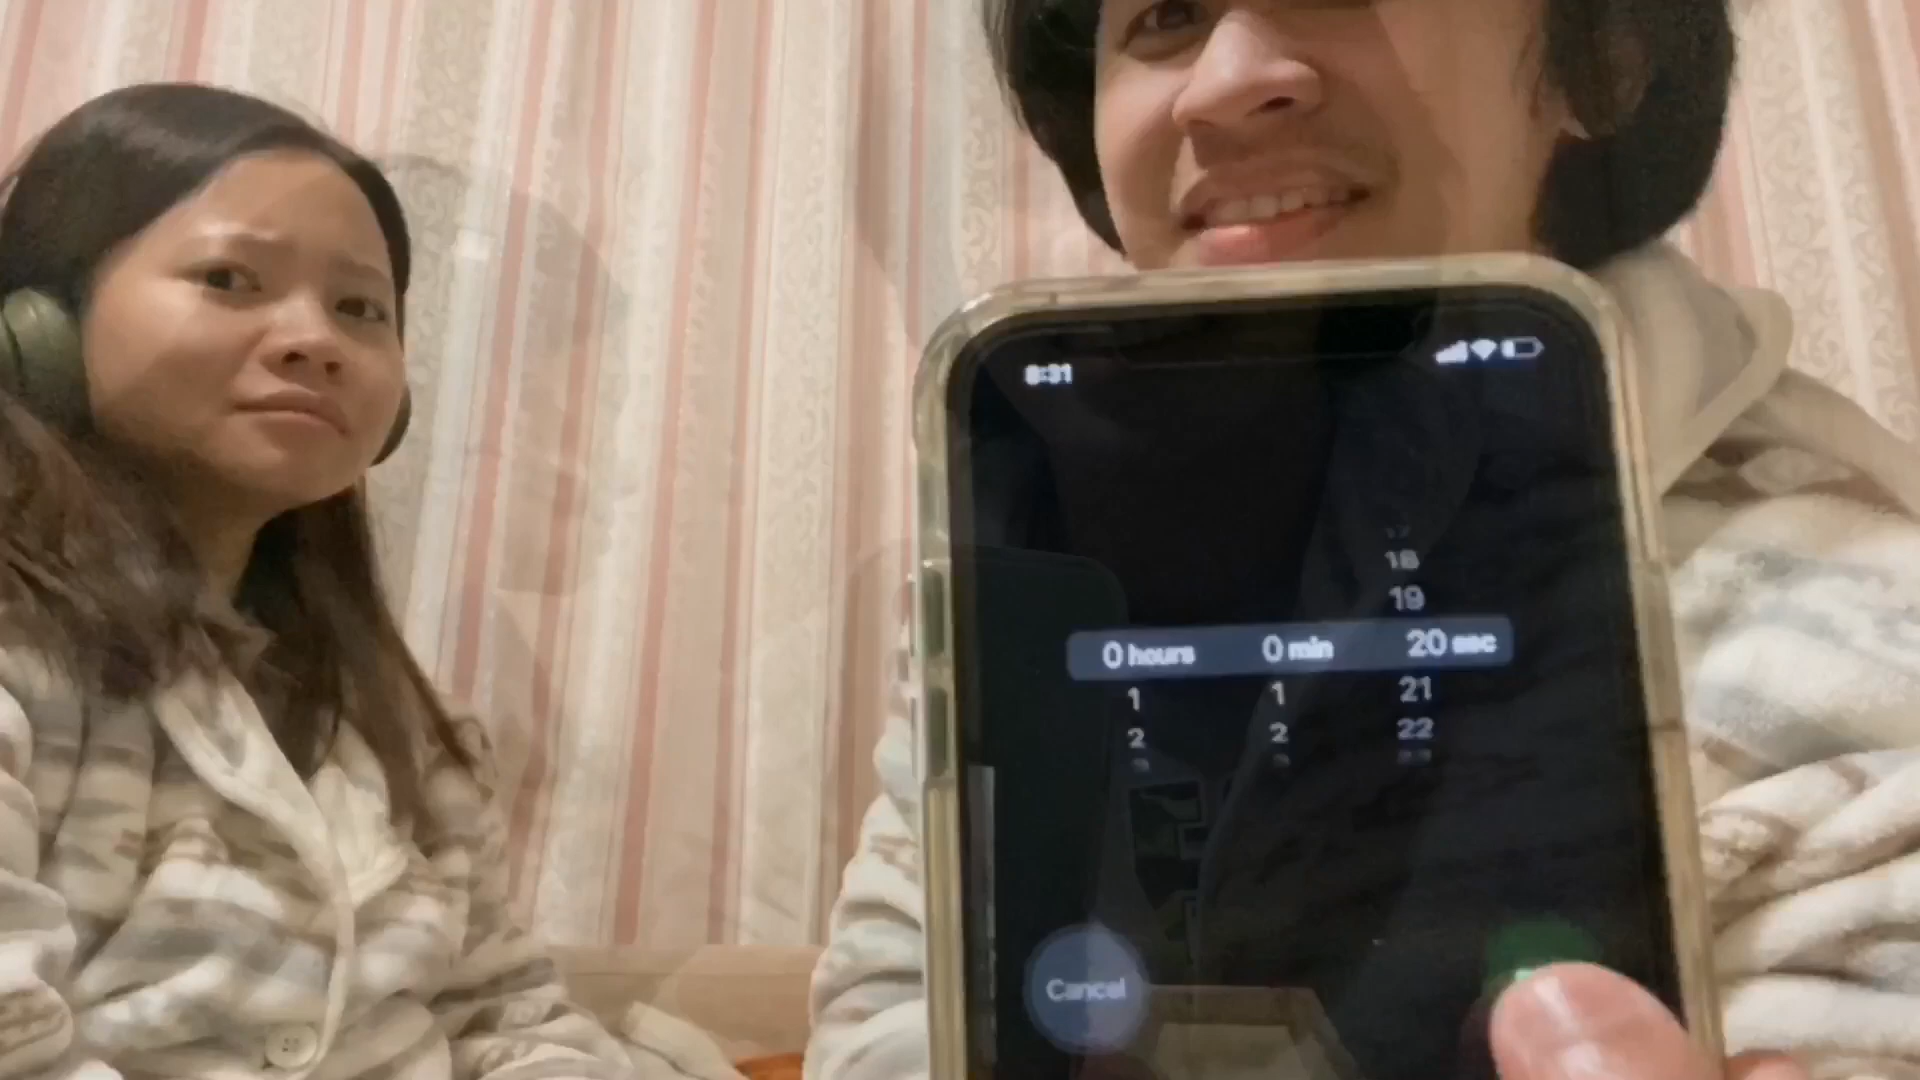 8:31
18
19
0 hours 0 min 20 sec
1 1 21
2 2 22
Cancel